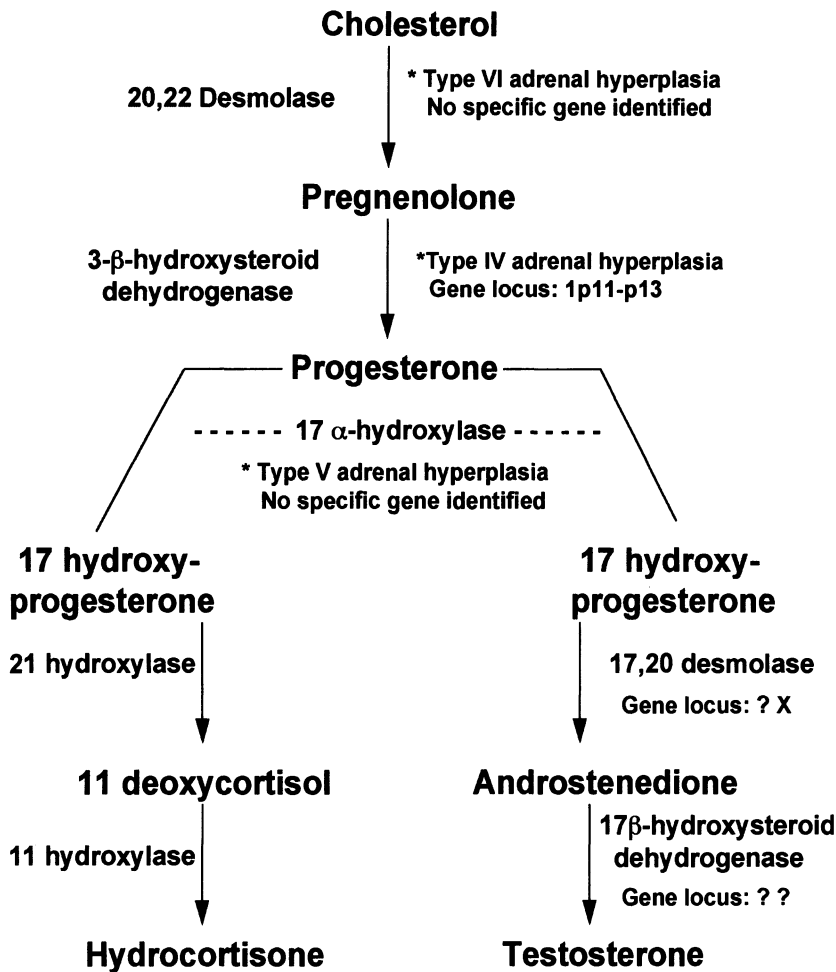 Cholesterol
20,22 Desmolase
* Type VI adrenal hyperplasia
No specific gene identified
Pregnenolone
3-β-hydroxysteroid
dehydrogenase
*Type IV adrenal hyperplasia
Gene locus: 1p11-p13
Progesterone
17 α-hydroxylase
* Type V adrenal hyperplasia
No specific gene identified
17 hydroxy-
progesterone
17 hydroxy-
progesterone
21 hydroxylase
17,20 desmolase
Gene locus: ? X
11 deoxycortisol
Androstenedione
11 hydroxylase
17β-hydroxysteroid
dehydrogenase
Gene locus: ? ?
Hydrocortisone
Testosterone